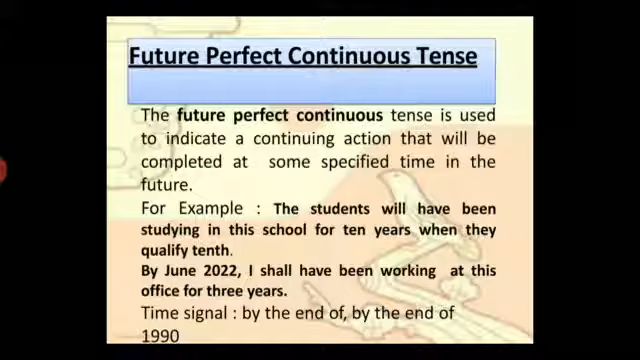 Future Perfect Continuous Tense
The future perfect continuous tense is used
to indicate a continuing action that will be
completed at some specified time in the
future.
For Example : The students will have been
studying in this school for ten years when they
qualify tenth.
By June 2022, I shall have been working at this
office for three years.
Time signal : by the end of, by the end of
1990